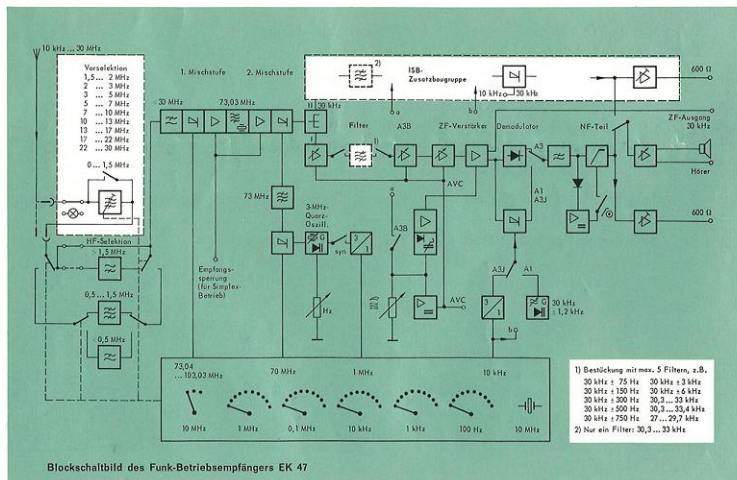 10 kHz ... 30 MHz
Vorselektion
1,5 ... 2 MHz
2 ... 3 MHz
3 ... 5 MHz
5 ... 7 MHz
7 ... 10 MHz
10 ... 13 MHz
13 ... 17 MHz
17 ... 22 MHz
22 ... 30 MHz
0 ... 1,5 MHz
HF-Selektion
> 1,5 MHz
0,5 ... 1,5 MHz
< 0,5 MHz
1. Mischstufe
2. Mischstufe
< 30 MHz
73,03 MHz
30 kHz
II
I
2)
ISB-
Zusatzbaugruppe
10 kHz
30 kHz
a
b
600 Ω
ZF-Ausgang
30 kHz
Filter
1)
A3B
ZF-Verstärker
Demodulator
A3
NF-Teil
Hörer
600 Ω
73 MHz
3-MHz-
Quarz-
Oszill.
G
syn.
3
1
Empfangs-
sperrung
(für Simplex-
Betrieb)
Hz
a
A3B
AVC
AVC
A1
A3J
A1
A3J
A1
3
1
G
30 kHz
± 1,2 kHz
b
73,04
... 103,03 MHz
70 MHz
1 MHz
10 kHz
10 MHz
1 MHz
0,1 MHz
10 kHz
1 kHz
100 Hz
10 MHz
1) Bestückung mit max. 5 Filtern, z.B.
30 kHz ± 75 Hz 30 kHz ± 3 kHz
30 kHz ± 150 Hz 30 kHz ± 6 kHz
30 kHz ± 300 Hz 30,3 ... 33 kHz
30 kHz ± 500 Hz 30,3 ... 33,4 kHz
30 kHz ± 750 Hz 27 ... 29,7 kHz
2) Nur ein Filter: 30,3 ... 33 kHz
Blockschaltbild des Funk-Betriebsempfängers EK 47